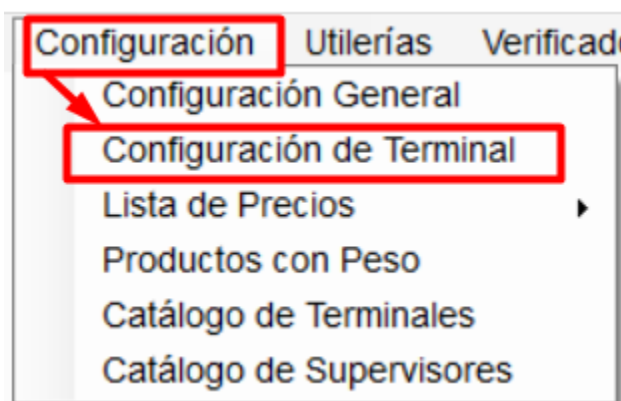 Configuración Utilerías
Configuración General
Configuración de Terminal
Lista de Precios
Productos con Peso
Catálogo de Terminales
Catálogo de Supervisores